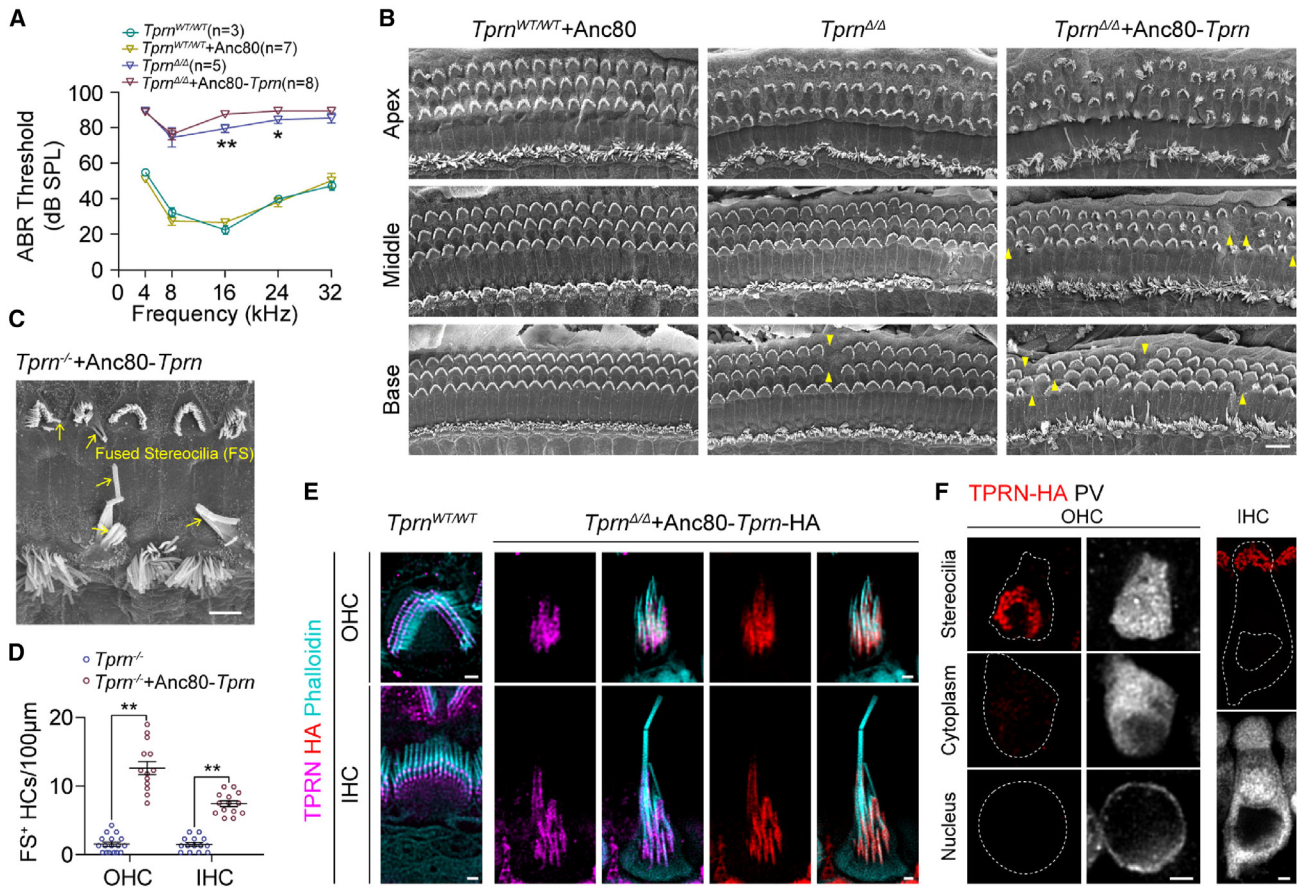 A
Tprn^WT/WT(n=3)
Tprn^WT/WT+Anc80(n=7)
Tprn^Δ/Δ(n=5)
Tprn^Δ/Δ+Anc80-Tprn(n=8)
ABR Threshold
(dB SPL)
100
80
60
40
20
0
** *
0 4 8 16 24 32
Frequency (kHz)
B
Tprn^WT/WT+Anc80 Tprn^Δ/Δ Tprn^Δ/Δ+Anc80-Tprn
Apex
Middle
Base
C
Tprn^-/-+Anc80-Tprn
Fused Stereocilia (FS)
D
Tprn^-/-
Tprn^-/-+Anc80-Tprn
FS⁺ HCs/100μm
20
10
0
**
**
OHC IHC
E
Tprn^WT/WT Tprn^Δ/Δ+Anc80-Tprn-HA
TPRN HA Phalloidin
OHC
IHC
F
TPRN-HA PV
OHC IHC
Stereocilia
Cytoplasm
Nucleus